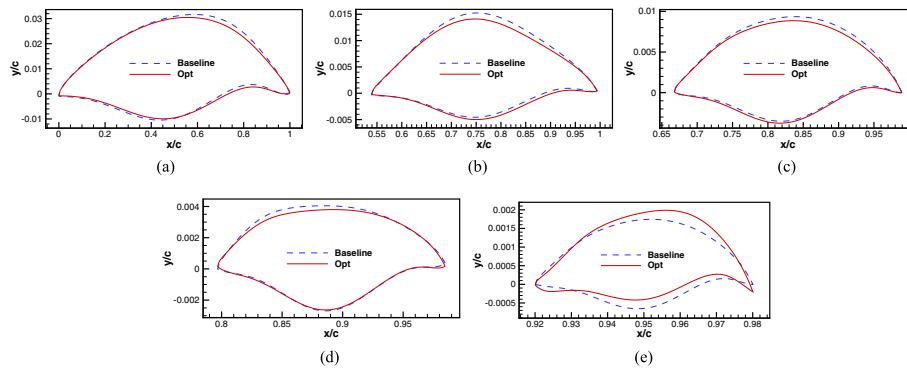 0.03
0.02
0.01
0
-0.01
y/c
Baseline
Opt
0 0.2 0.4 0.6 0.8 1
x/c
(a)
0.015
0.01
0.005
0
-0.005
y/c
Baseline
Opt
0.55 0.6 0.65 0.7 0.75 0.8 0.85 0.9 0.95 1
x/c
(b)
0.01
0.005
0
y/c
Baseline
Opt
0.65 0.7 0.75 0.8 0.85 0.9 0.95
x/c
(c)
0.004
0.002
0
-0.002
y/c
Baseline
Opt
0.8 0.85 0.9 0.95
x/c
(d)
0.002
0.0015
0.001
0.0005
0
-0.0005
y/c
Baseline
Opt
0.92 0.93 0.94 0.95 0.96 0.97 0.98
x/c
(e)